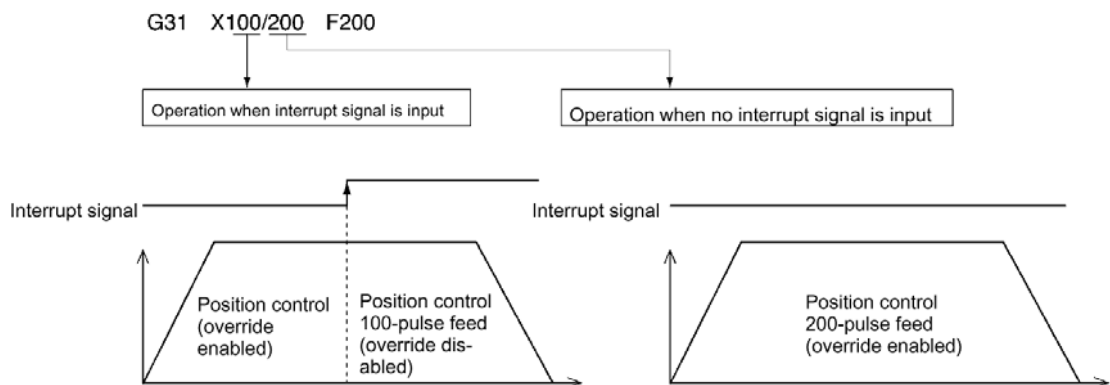 G31 X100/200 F200
Operation when interrupt signal is input
Operation when no interrupt signal is input
Interrupt signal
Position control
(override
enabled)
Position control
100-pulse feed
(override dis-
abled)
Interrupt signal
Position control
200-pulse feed
(override enabled)